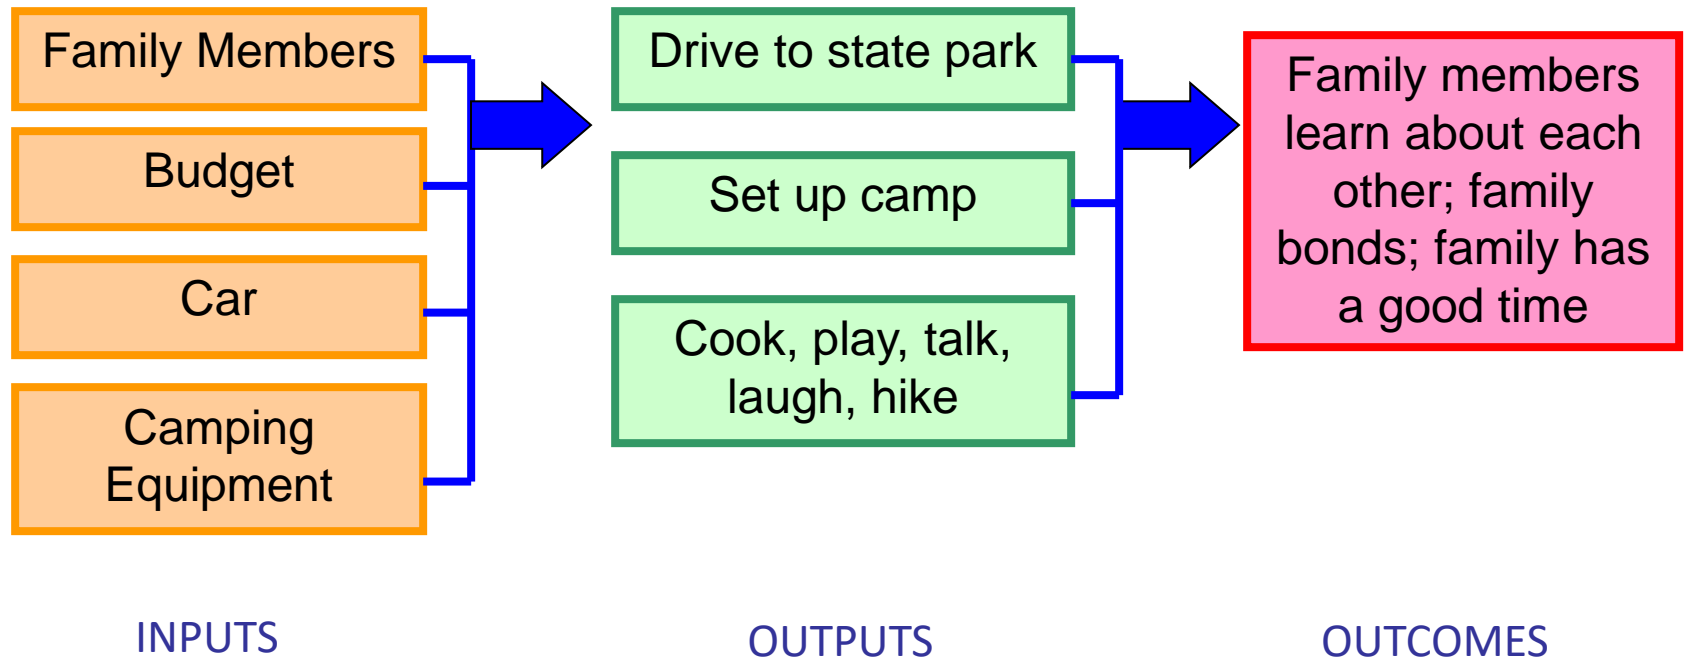 Family Members
Budget
Car
Camping
Equipment
Drive to state park
Set up camp
Cook, play, talk,
laugh, hike
Family members
learn about each
other; family
bonds; family has
a good time
INPUTS
OUTPUTS
OUTCOMES